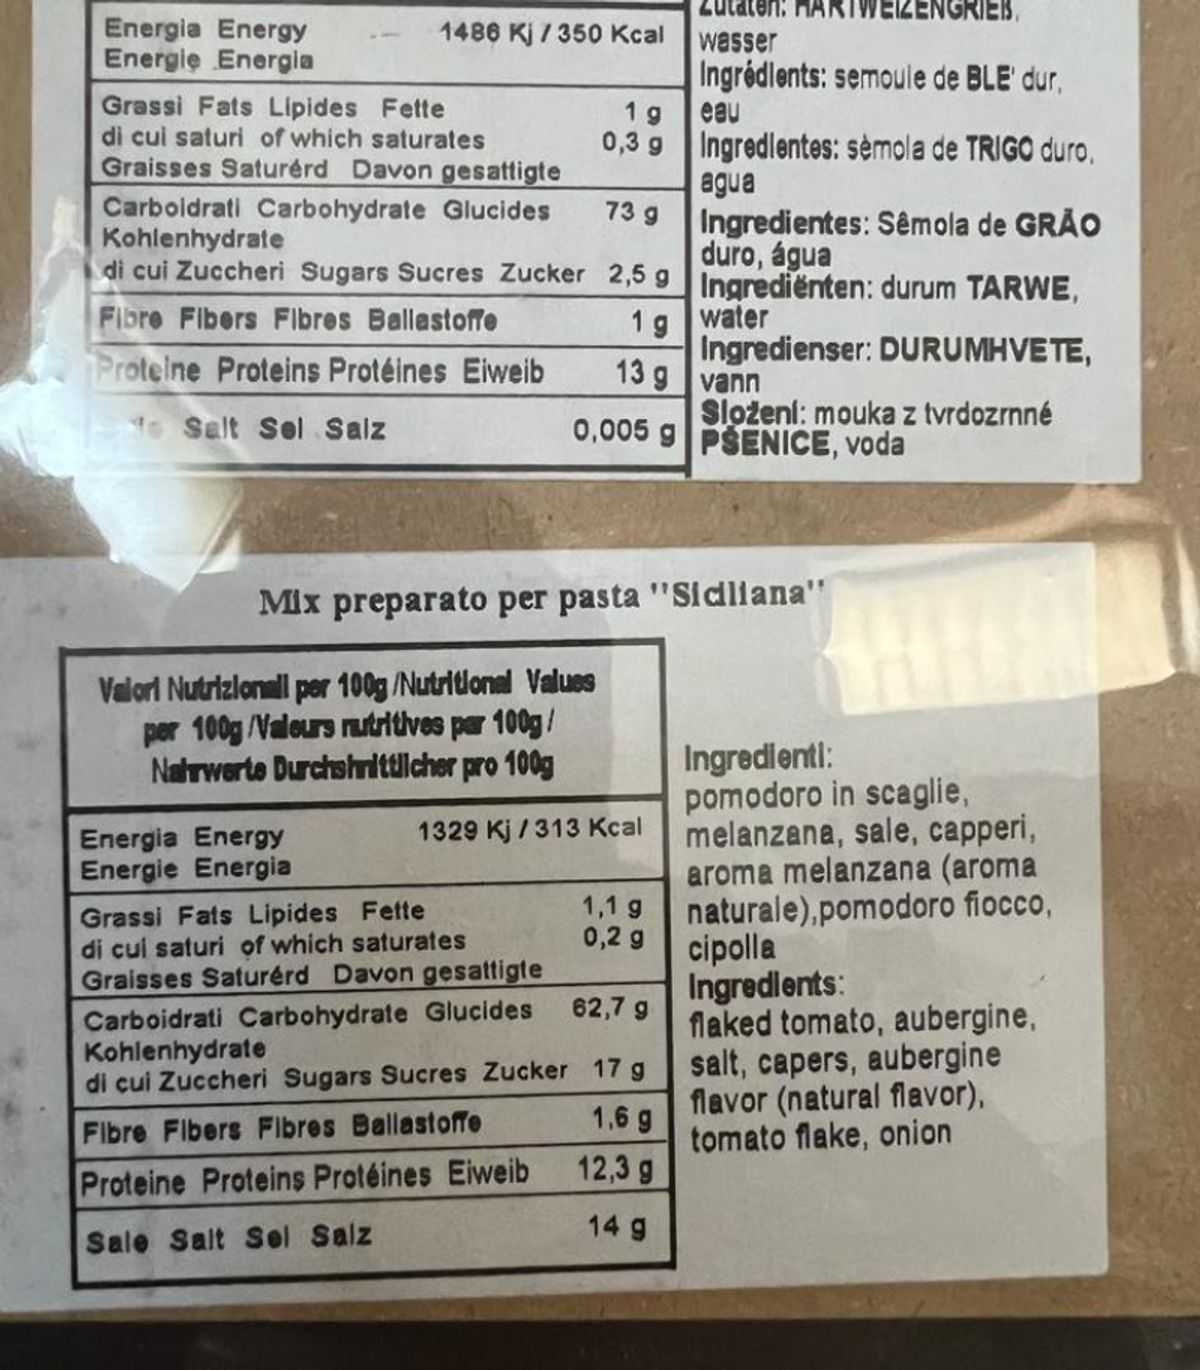 Energia Energy 1486 Kj / 350 Kcal
Energie Energia
Grassi Fats Lipides Fette 1 g
di cui saturi of which saturates 0,3 g
Graisses Saturérd Davon gesattigte
Carboidrati Carbohydrate Glucides 73 g
Kohlenhydrate
di cui Zuccheri Sugars Sucres Zucker 2,5 g
Fibre Fibers Fibres Ballastoffe 1 g
Proteine Proteins Protéines Eiweib 13 g
Salt Sel Salz 0,005 g
Zutaten: HARTWEIZENGRIEß,
wasser
Ingrédients: semoule de BLE' dur,
eau
Ingredientes: sèmola de TRIGO duro,
agua
Ingredientes: Sêmola de GRÃO
duro, água
Ingrediënten: durum TARWE,
water
Ingredienser: DURUMHVETE,
vann
Složení: mouka z tvrdozrnné
PŠENICE, voda
Mix preparato per pasta "Siciliana"
Valori Nutrizionali per 100g /Nutritional Values
per 100g /Valeurs nutritives par 100g /
Nahrwerte Durchshnittlicher pro 100g
Energia Energy 1329 Kj / 313 Kcal
Energie Energia
Grassi Fats Lipides Fette 1,1 g
di cui saturi of which saturates 0,2 g
Graisses Saturérd Davon gesattigte
Carboidrati Carbohydrate Glucides 62,7 g
Kohlenhydrate
di cui Zuccheri Sugars Sucres Zucker 17 g
Fibre Fibers Fibres Ballastoffe 1,6 g
Proteine Proteins Protéines Eiweib 12,3 g
Sale Salt Sel Salz 14 g
Ingredienti:
pomodoro in scaglie,
melanzana, sale, capperi,
aroma melanzana (aroma
naturale),pomodoro fiocco,
cipolla
Ingredients:
flaked tomato, aubergine,
salt, capers, aubergine
flavor (natural flavor),
tomato flake, onion